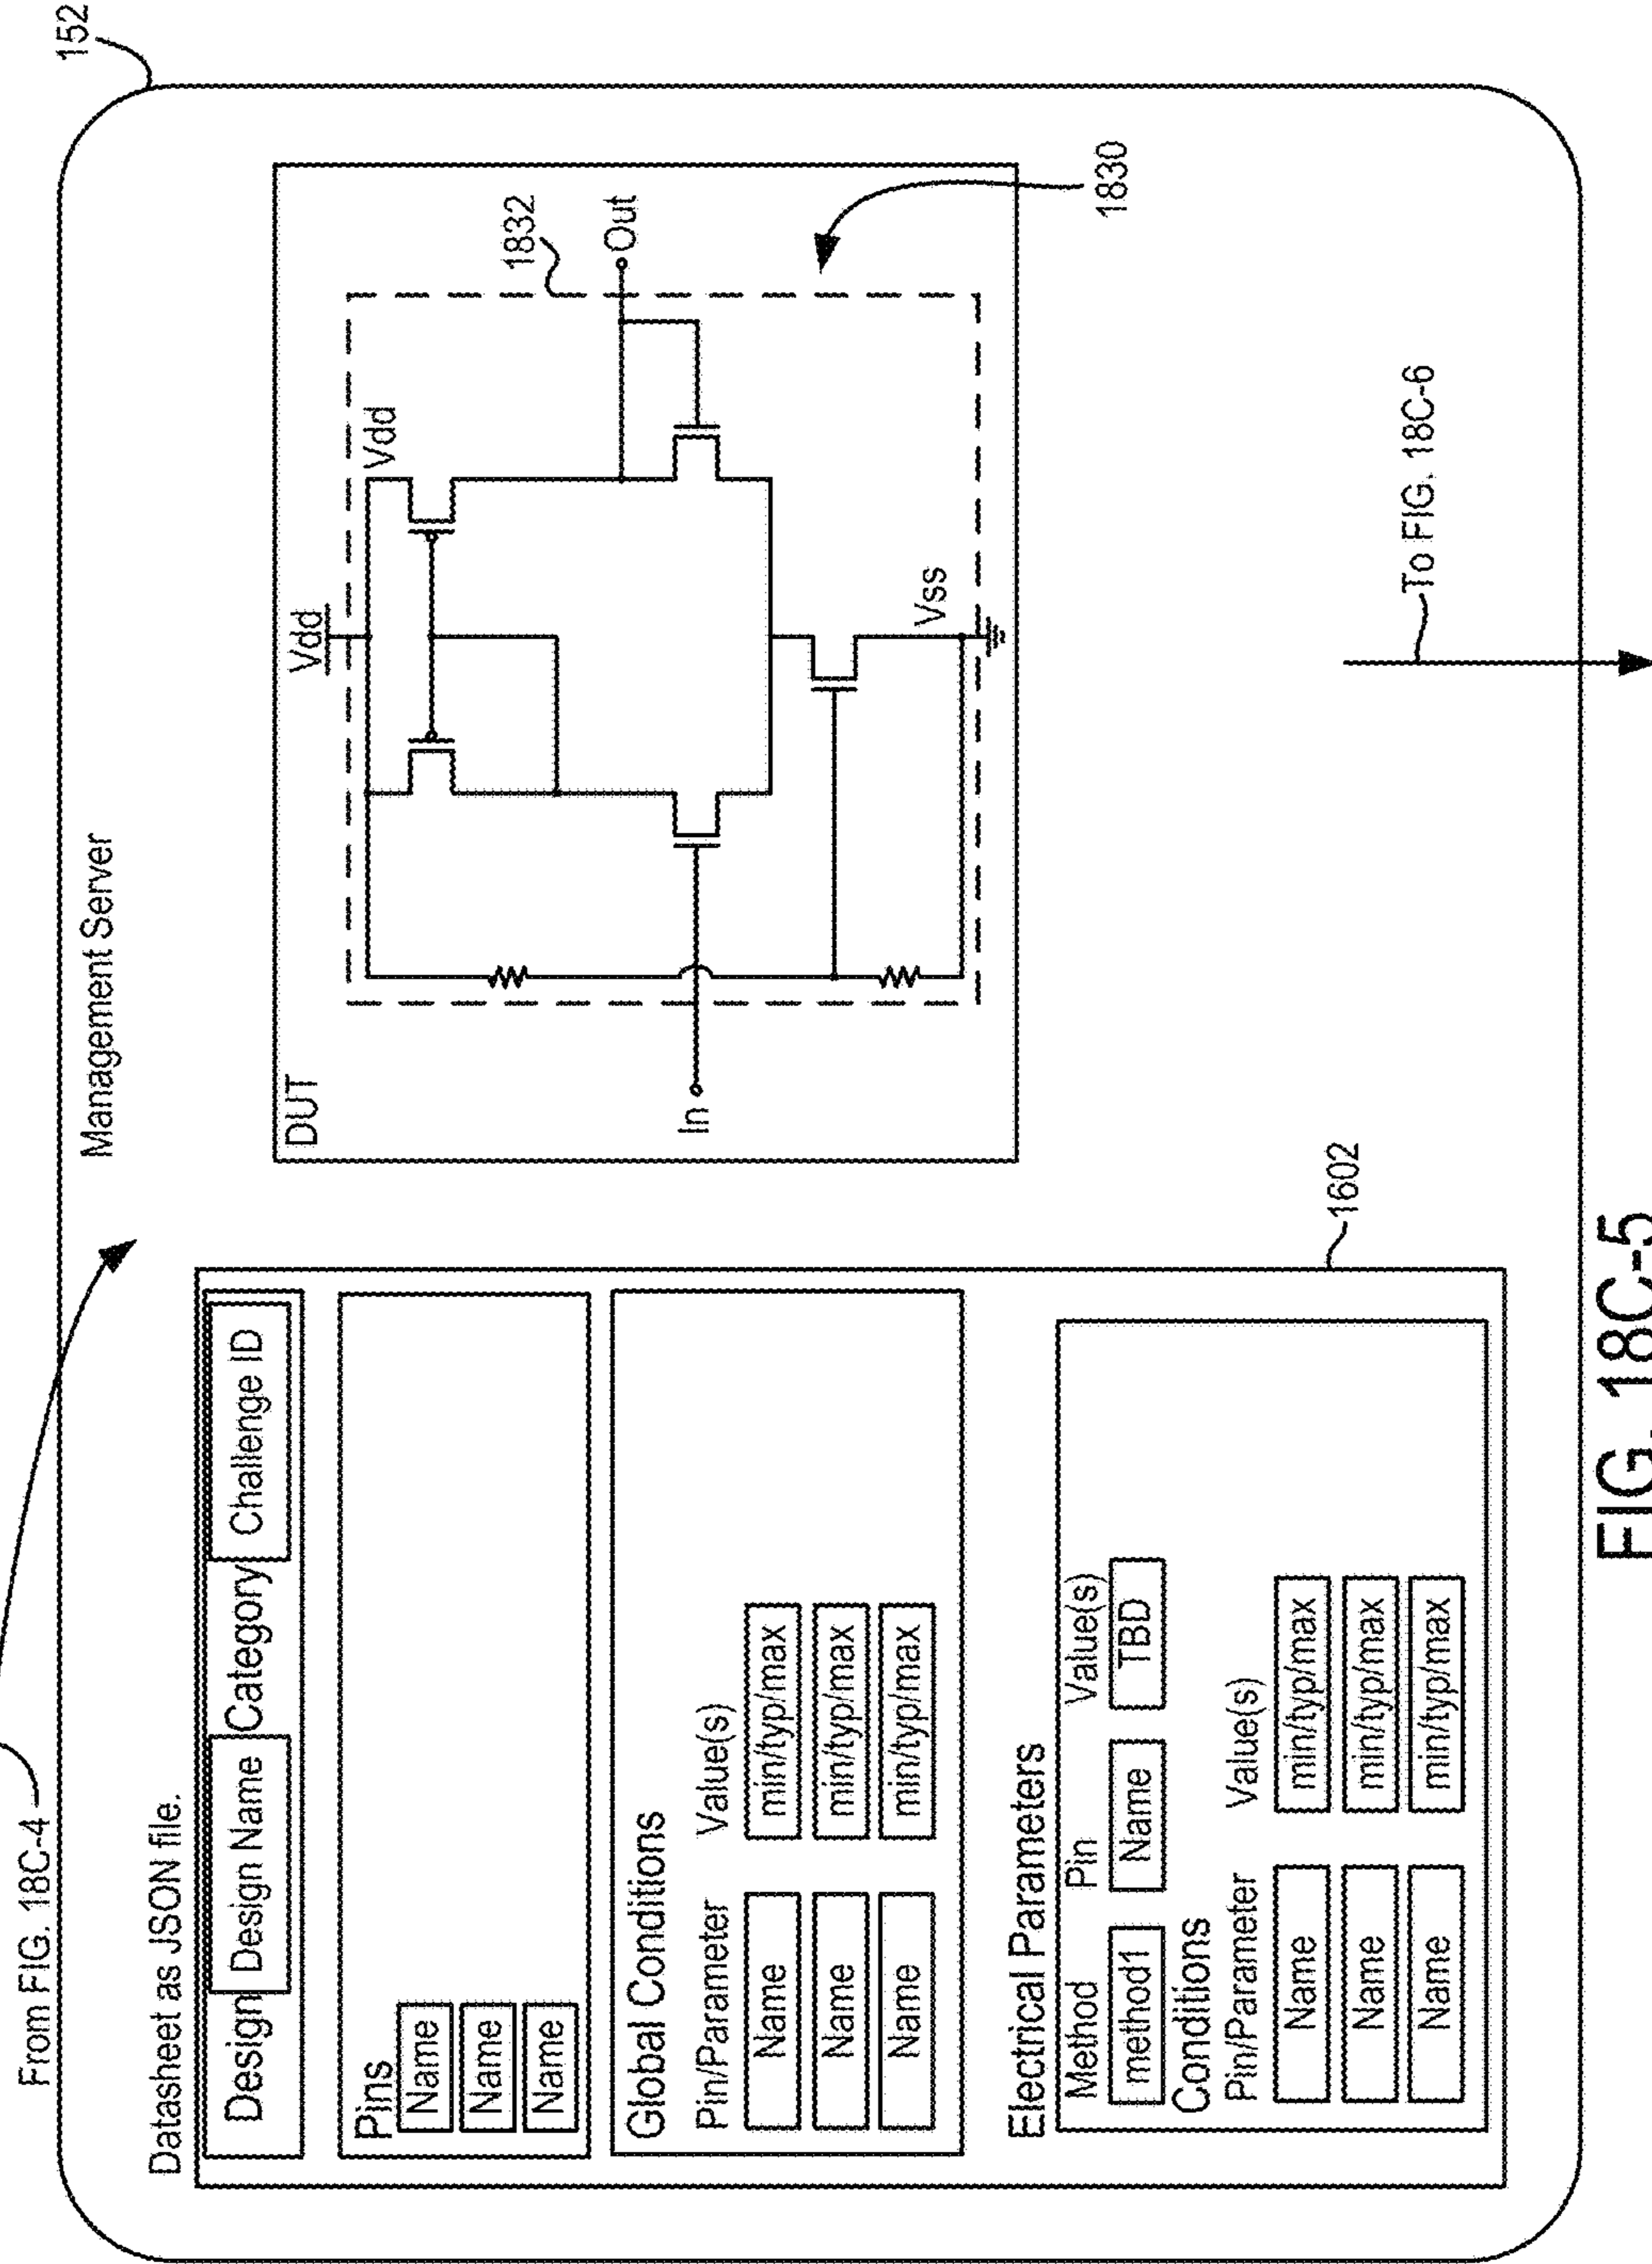 From FIG. 18C-4
152
Management Server
Datasheet as JSON file.
Design Design Name Category Challenge ID
Pins
Name
Name
Name
Global Conditions
Pin/Parameter Value(s)
Name min/typ/max
Name min/typ/max
Name min/typ/max
Electrical Parameters
Method Pin Value(s)
method1 Name TBD
Conditions
Pin/Parameter Value(s)
Name min/typ/max
Name min/typ/max
Name min/typ/max
1602
DUT
Vdd
Vdd
1832
Out
In
Vss
1830
To FIG. 18C-6
FIG. 18C-5